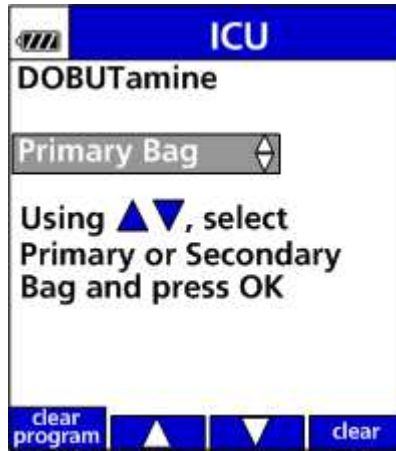 ICU
DOBUTamine
Primary Bag
Using ▲▼, select
Primary or Secondary
Bag and press OK
clear
program
clear